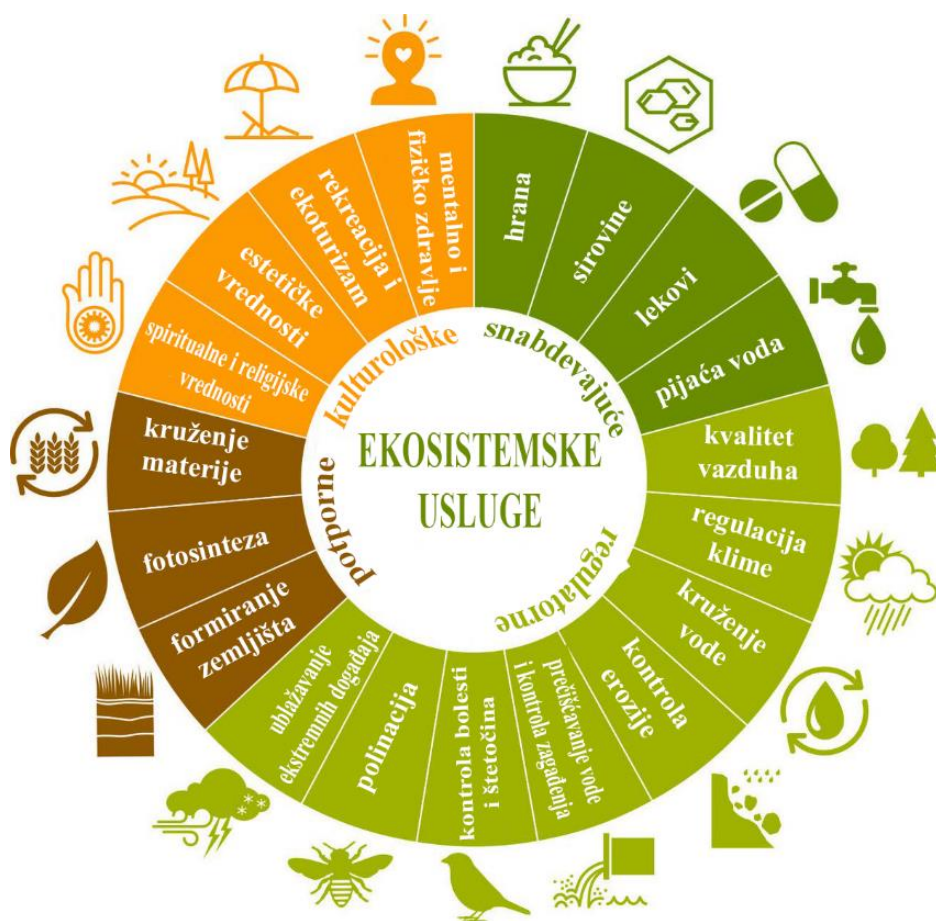 EKOSISTEMSKE
USLUGE
snabdevajuće
hrana
sirovine
lekovi
pijaća voda
regulatorne
kvalitet
vazduha
regulacija
klime
kruženje
vode
kontrola
erozije
prečišćavanje vode
i kontrola zagađenja
kontrola bolesti
i štetočina
polinacija
ublažavanje
ekstremnih događaja
potporne
formiranje
zemljišta
fotosinteza
kruženje
materije
kulturološke
spiritualne i religijske
vrednosti
estetičke
vrednosti
rekreacija i
ekoturizam
mentalno i
fizičko zdravlje